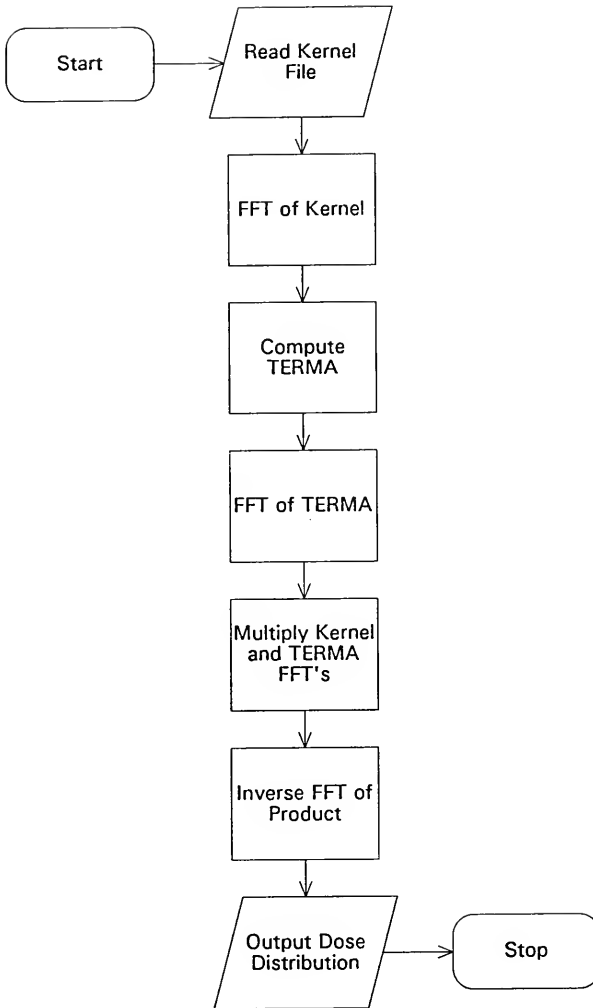 Start
Read Kernel
File
FFT of Kernel
Compute
TERMA
FFT of TERMA
Multiply Kernel
and TERMA
FFT's
Inverse FFT of
Product
Output Dose
Distribution
Stop